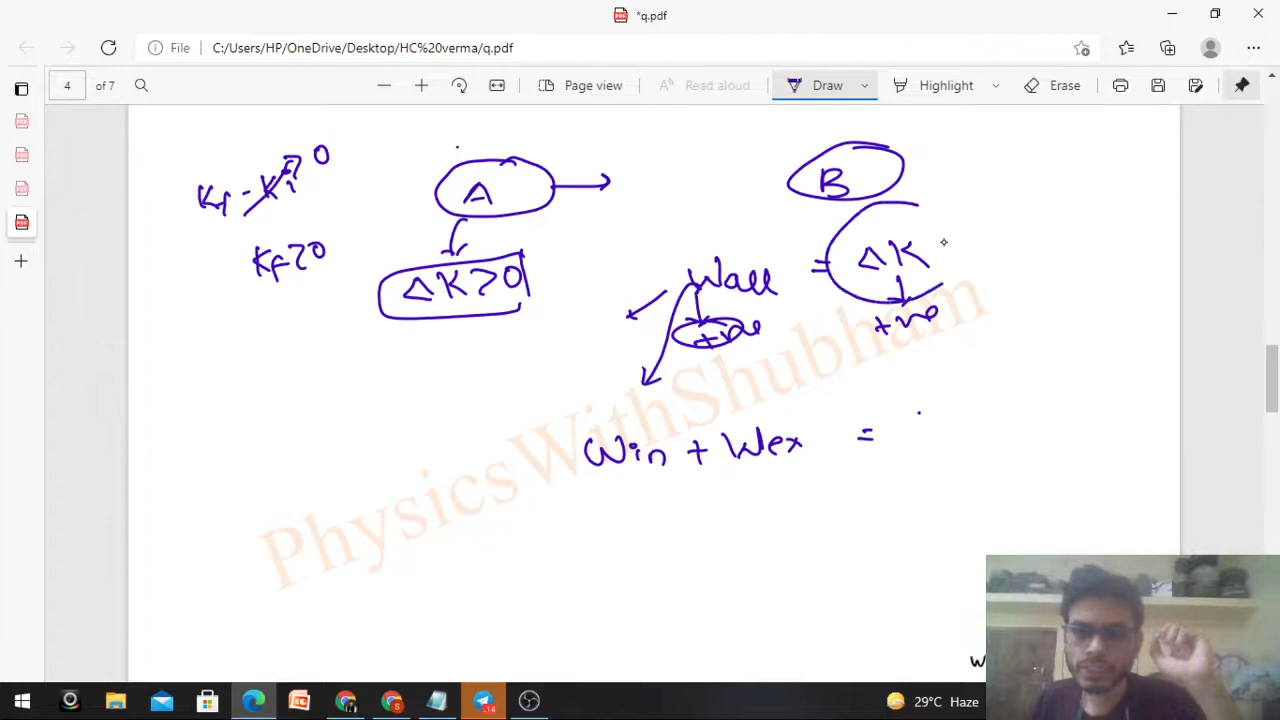 *q.pdf
File C:/Users/HP/OneDrive/Desktop/HC%20verma/q.pdf
4 of 7 Page view Read aloud Draw Highlight Erase
Kf - Ki > 0
Kf > 0
A
B
ΔK > 0
Wall = ΔK
+ve +ve
Win + Wex =
PhysicsWithShubham
W
14
29°C Haze